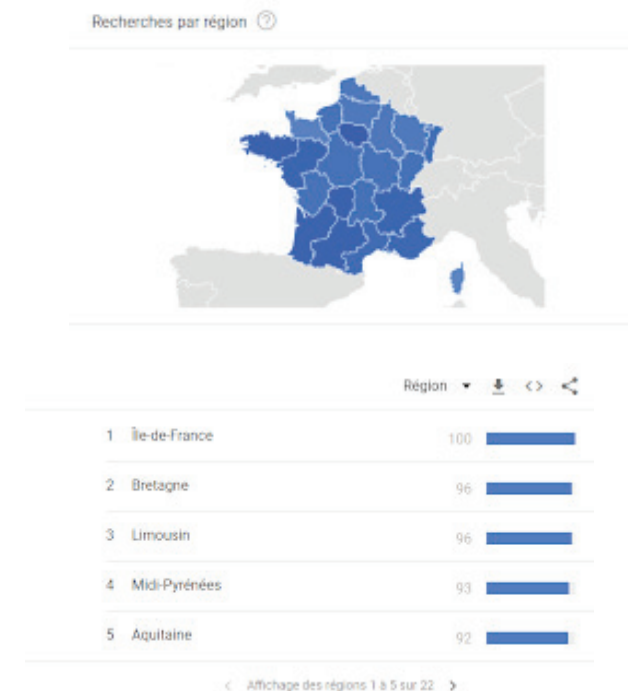 Recherches par région ?
Région
1 Île-de-France 100
2 Bretagne 96
3 Limousin 96
4 Midi-Pyrénées 93
5 Aquitaine 92
< Affichage des régions 1 à 5 sur 22 >